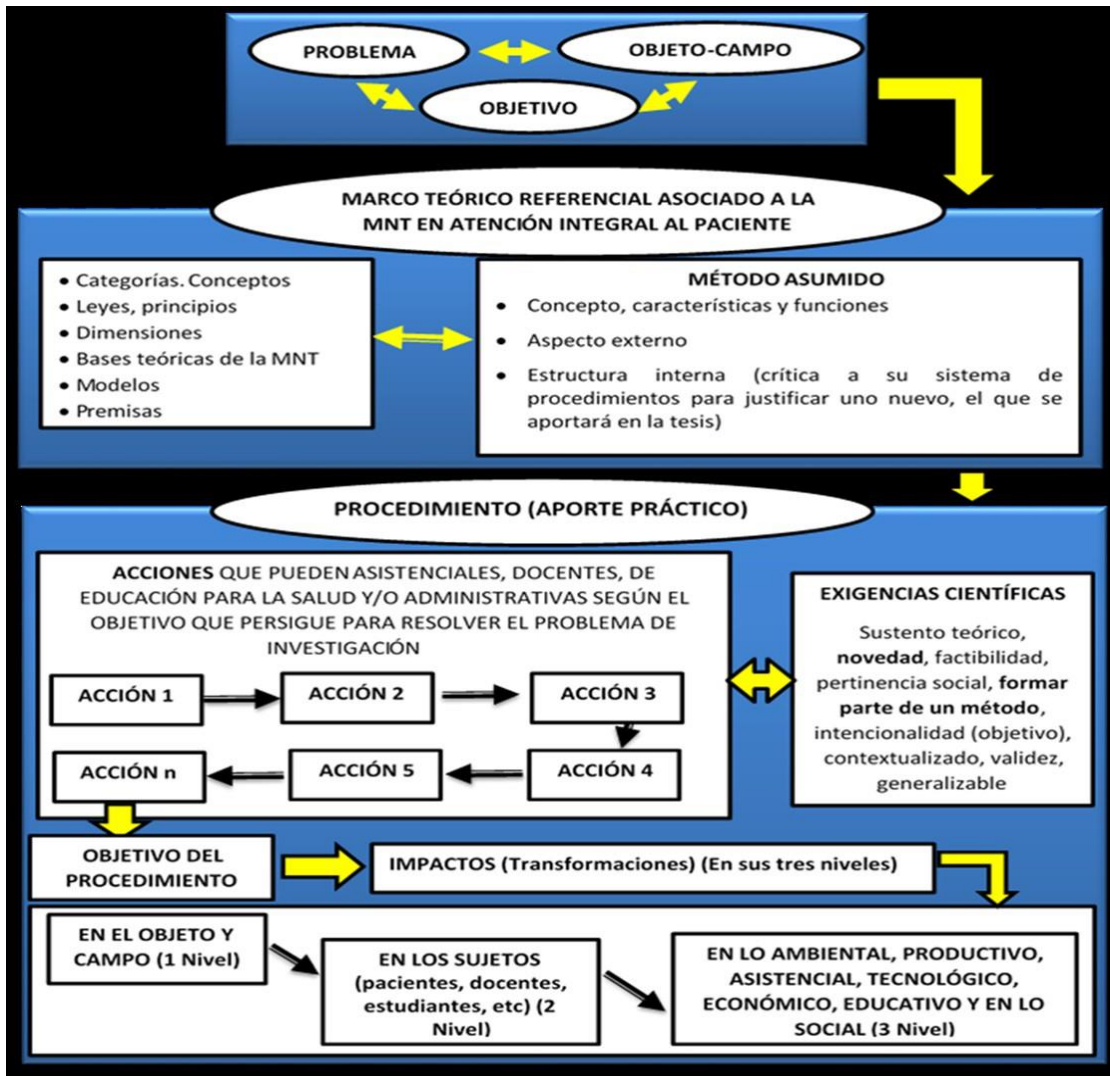 PROBLEMA
OBJETO-CAMPO
OBJETIVO
MARCO TEÓRICO REFERENCIAL ASOCIADO A LA
MNT EN ATENCIÓN INTEGRAL AL PACIENTE
• Categorías. Conceptos
• Leyes, principios
• Dimensiones
• Bases teóricas de la MNT
• Modelos
• Premisas
MÉTODO ASUMIDO
• Concepto, características y funciones
• Aspecto externo
• Estructura interna (crítica a su sistema de
procedimientos para justificar uno nuevo, el que se
aportará en la tesis)
PROCEDIMIENTO (APORTE PRÁCTICO)
ACCIONES QUE PUEDEN ASISTENCIALES, DOCENTES, DE
EDUCACIÓN PARA LA SALUD Y/O ADMINISTRATIVAS SEGÚN EL
OBJETIVO QUE PERSIGUE PARA RESOLVER EL PROBLEMA DE
INVESTIGACIÓN
ACCIÓN 1
ACCIÓN 2
ACCIÓN 3
ACCIÓN 4
ACCIÓN 5
ACCIÓN n
EXIGENCIAS CIENTÍFICAS
Sustento teórico,
novedad, factibilidad,
pertinencia social, formar
parte de un método,
intencionalidad (objetivo),
contextualizado, validez,
generalizable
OBJETIVO DEL
PROCEDIMIENTO
IMPACTOS (Transformaciones) (En sus tres niveles)
EN EL OBJETO Y
CAMPO (1 Nivel)
EN LOS SUJETOS
(pacientes, docentes,
estudiantes, etc) (2
Nivel)
EN LO AMBIENTAL, PRODUCTIVO,
ASISTENCIAL, TECNOLÓGICO,
ECONÓMICO, EDUCATIVO Y EN LO
SOCIAL (3 Nivel)